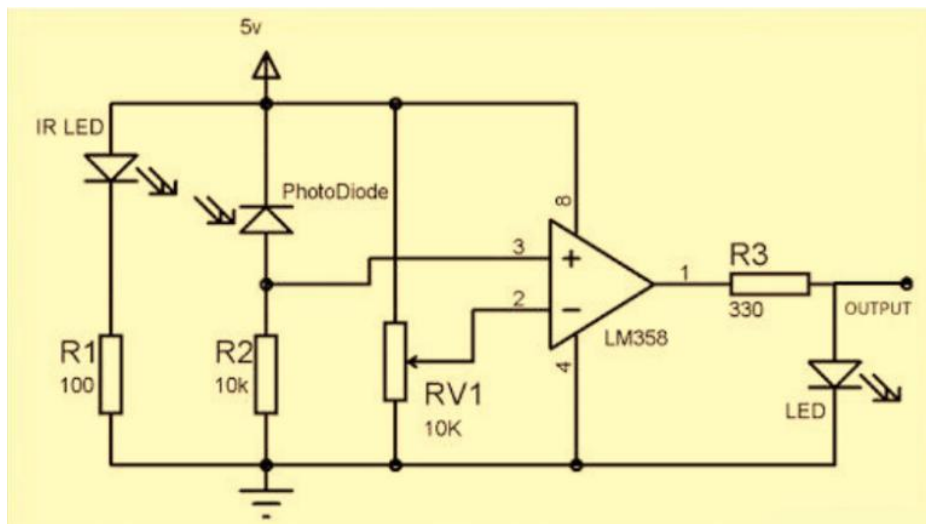 5v
IR LED
PhotoDiode
8
3
2
1
R3
330
OUTPUT
LM358
4
R1
100
R2
10k
RV1
10K
LED